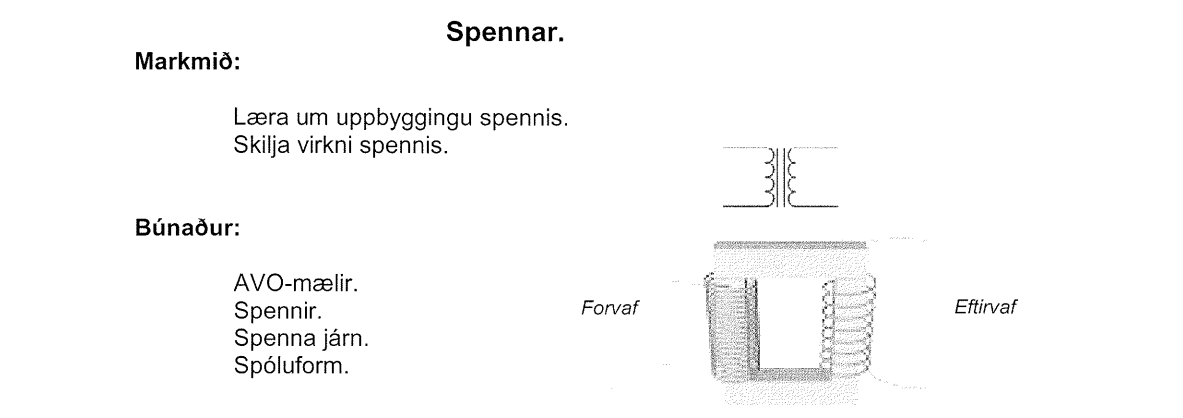 Spennar.
Markmið:
Læra um uppbyggingu spennis.
Skilja virkni spennis.
Búnaður:
AVO-mælir.
Spennir.
Spenna járn.
Spóluform.
Forvaf
Eftirvaf